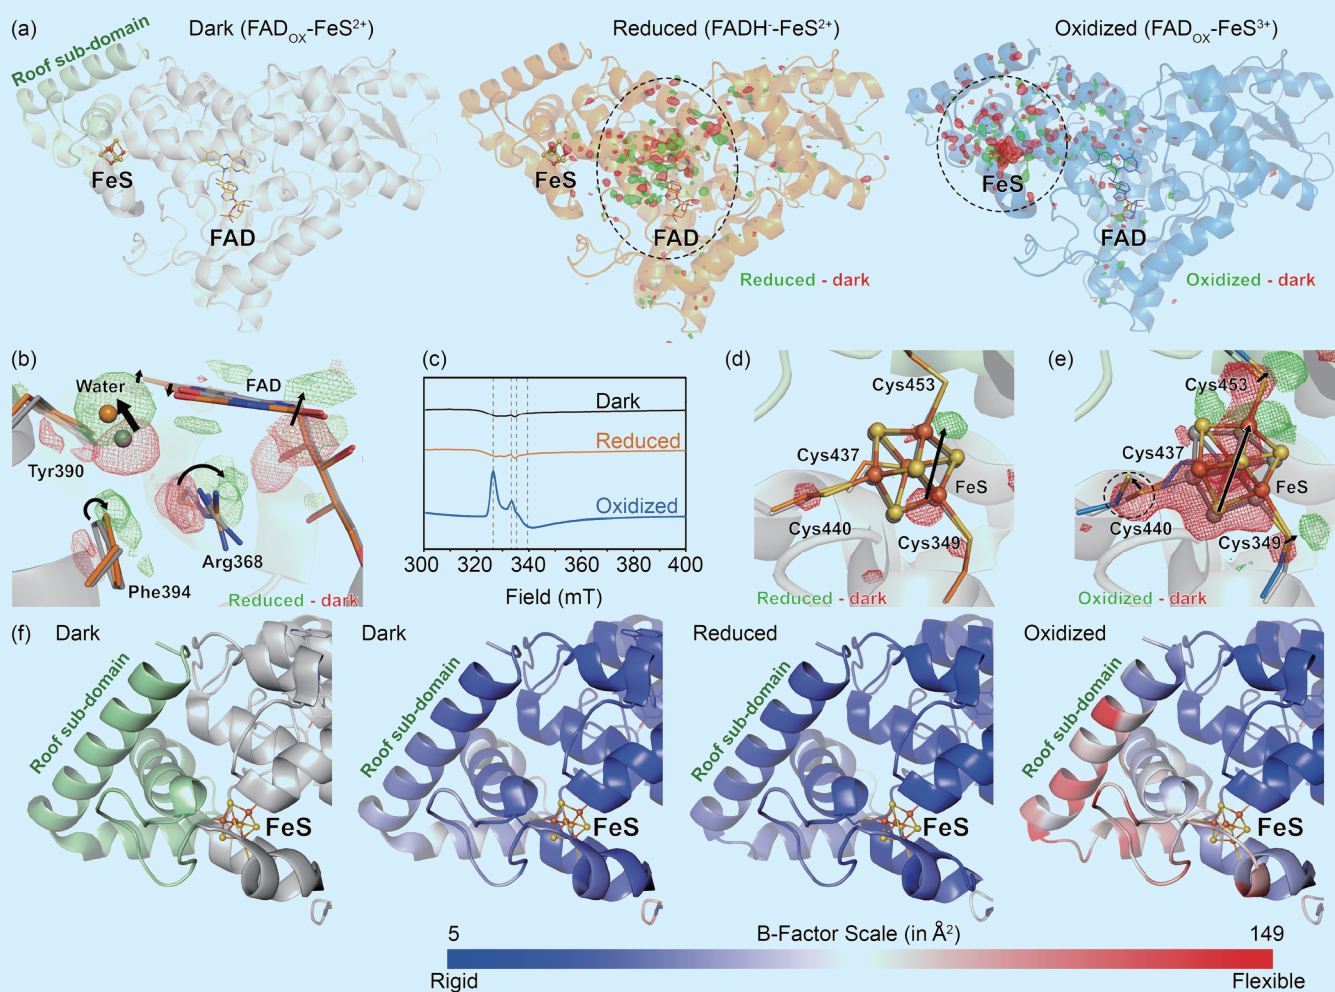 (a)
Dark (FADOX-FeS2+)
Reduced (FADH--FeS2+)
Oxidized (FADOX-FeS3+)
Roof sub-domain
FeS
FAD
FeS
FAD
Reduced - dark
FeS
FAD
Oxidized - dark
(b)
Water
FAD
Tyr390
Arg368
Phe394
Reduced - dark
(c)
Dark
Reduced
Oxidized
300 320 340 360 380 400
Field (mT)
(d)
Cys453
Cys437
FeS
Cys440
Cys349
Reduced - dark
(e)
Cys453
Cys437
FeS
Cys440
Cys349
Oxidized - dark
(f)
Dark
Roof sub-domain
FeS
Dark
Roof sub-domain
FeS
Reduced
Roof sub-domain
FeS
Oxidized
Roof sub-domain
FeS
5
B-Factor Scale (in Å2)
149
Rigid
Flexible